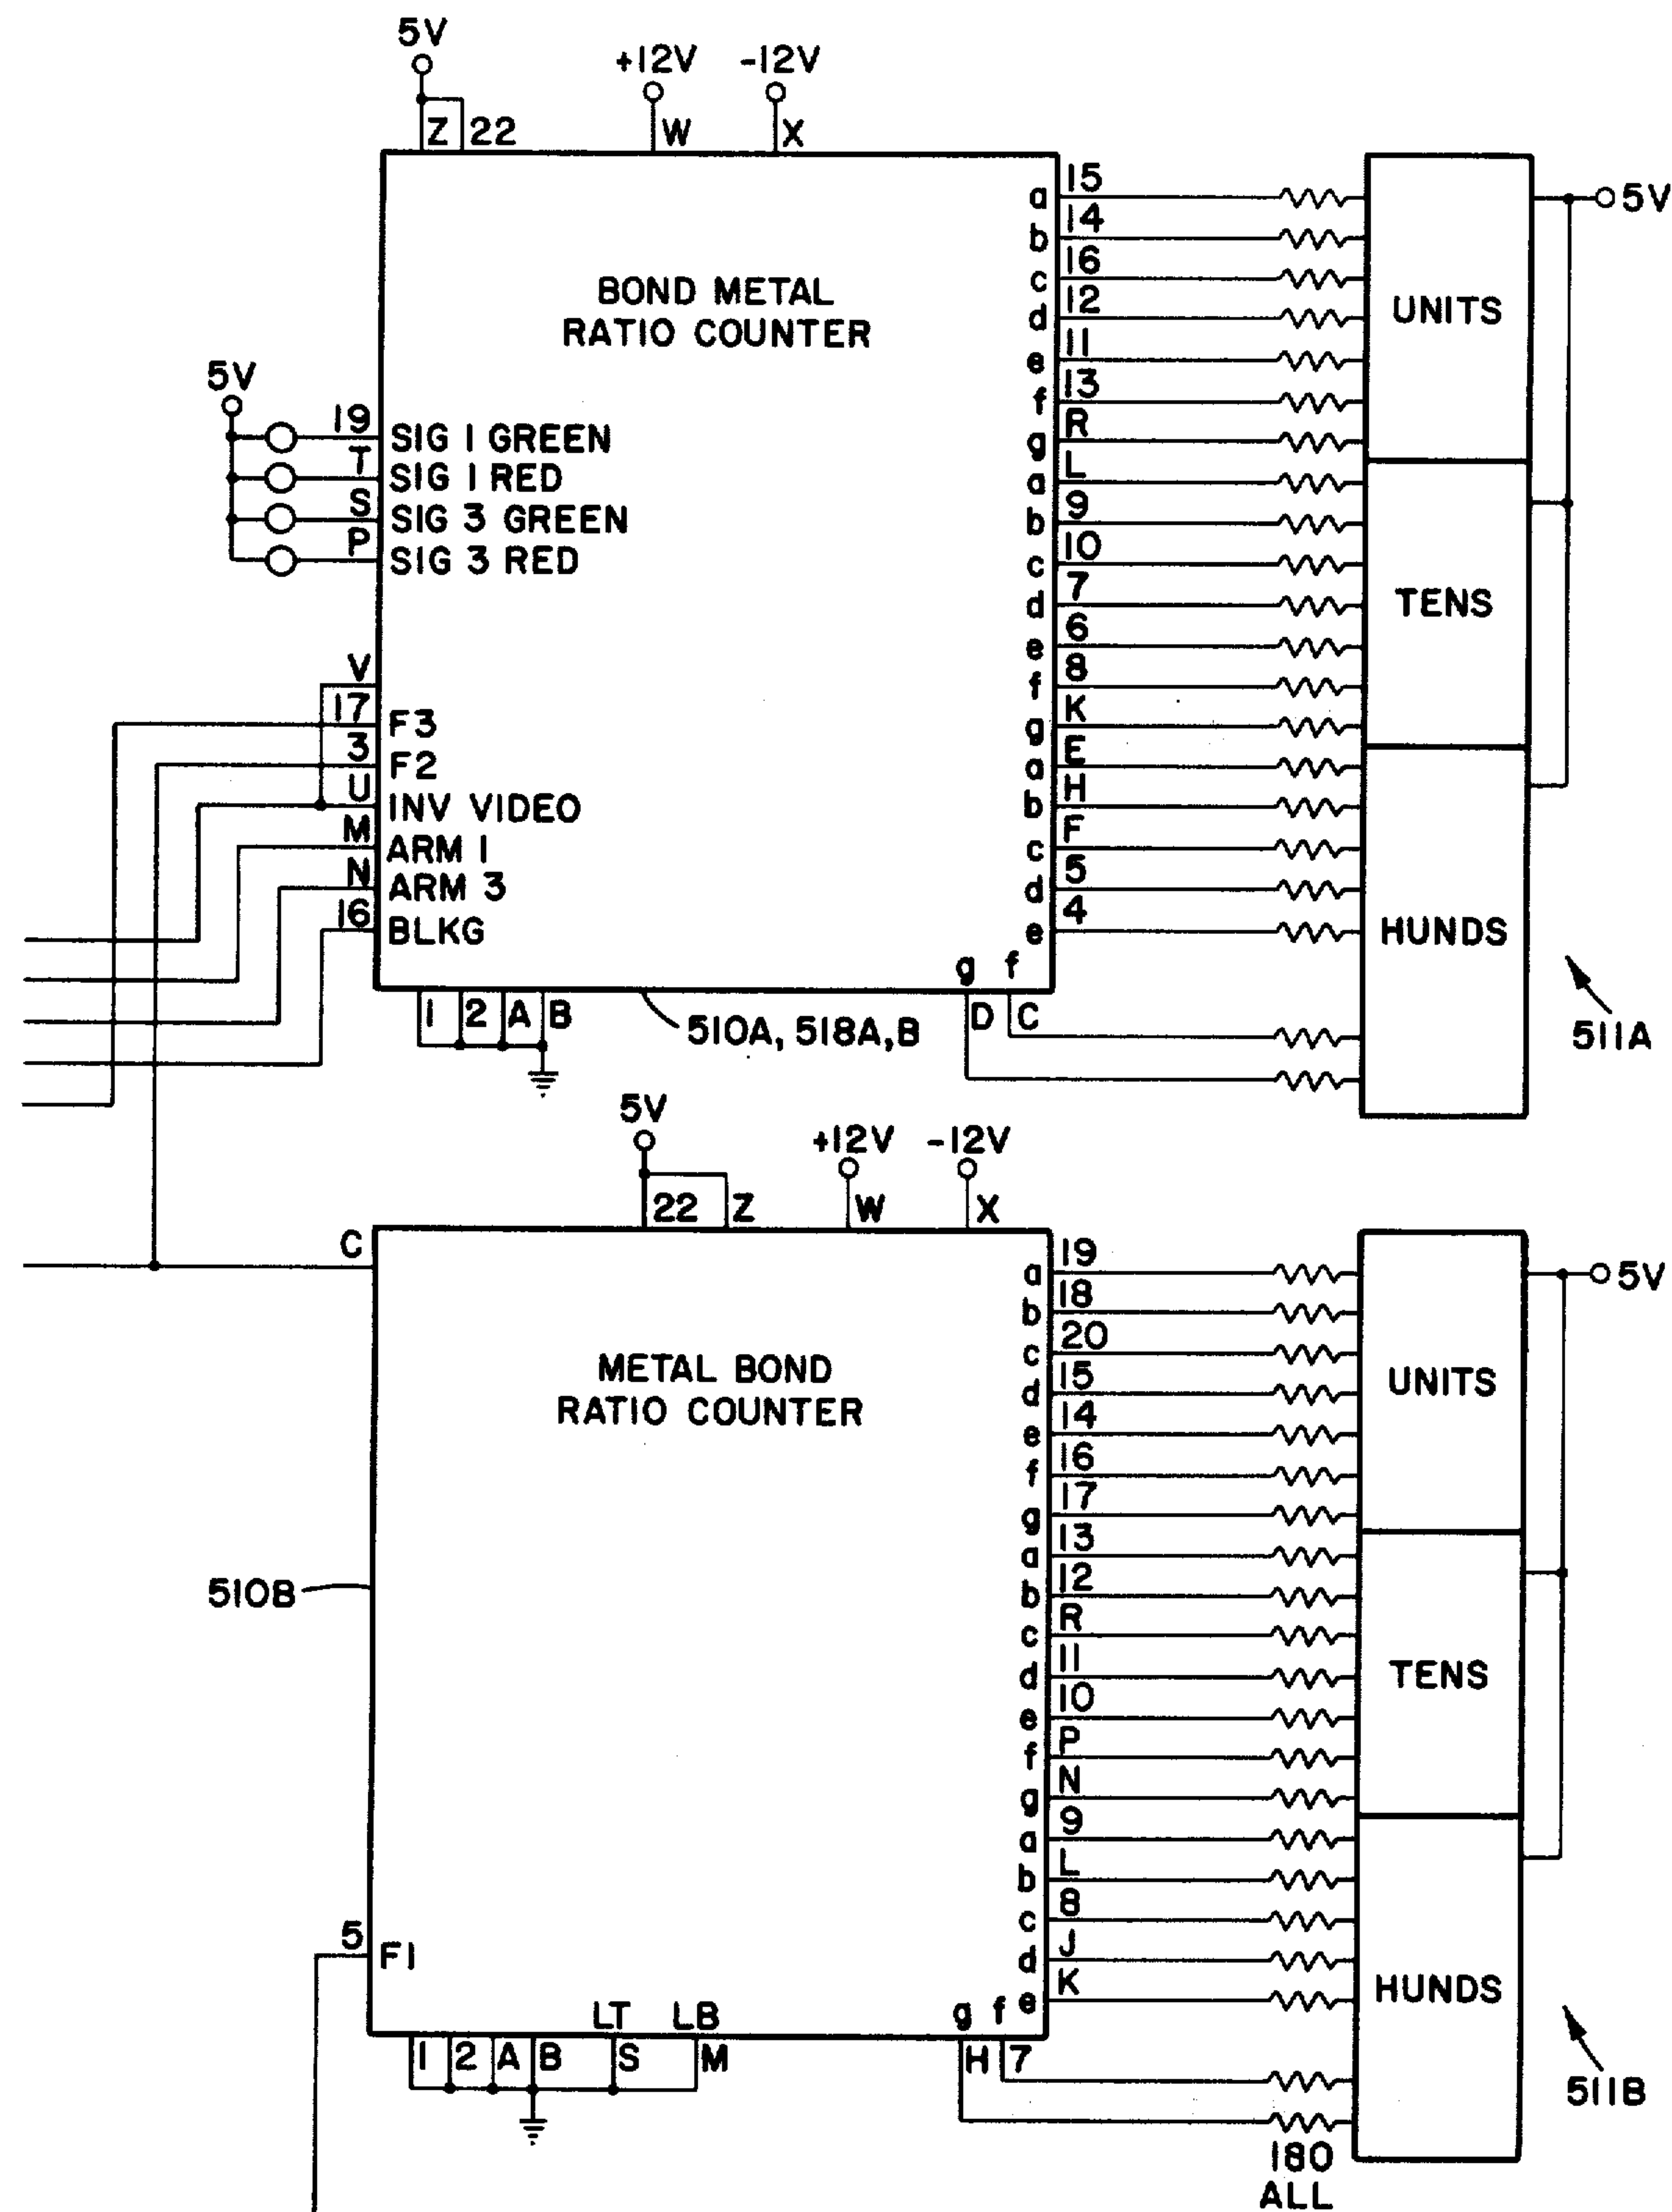 5V
+12V -12V
Z 22 W X
BOND METAL
RATIO COUNTER
5V
19 SIG 1 GREEN
T SIG 1 RED
S SIG 3 GREEN
P SIG 3 RED
V
17 F3
3 F2
U INV VIDEO
M ARM 1
N ARM 3
16 BLKG
1 2 A B
510A, 518A,B
a 15
b 14
c 16
d 12
e 11
f 13
g R
a L
b 9
c 10
d 7
e 6
f 8
g K
a E
b H
c F
d 5
e 4
g f
D C
UNITS
TENS
HUNDS
5V
511A
5V
+12V -12V
22 Z W X
C
METAL BOND
RATIO COUNTER
510B
5 F1
LT LB
1 2 A B S M
a 19
b 18
c 20
d 15
e 14
f 16
g 17
a 13
b 12
c R
d 11
e 10
f P
g N
a 9
b L
c 8
d J
e K
g f
H 7
UNITS
TENS
HUNDS
5V
511B
180
ALL